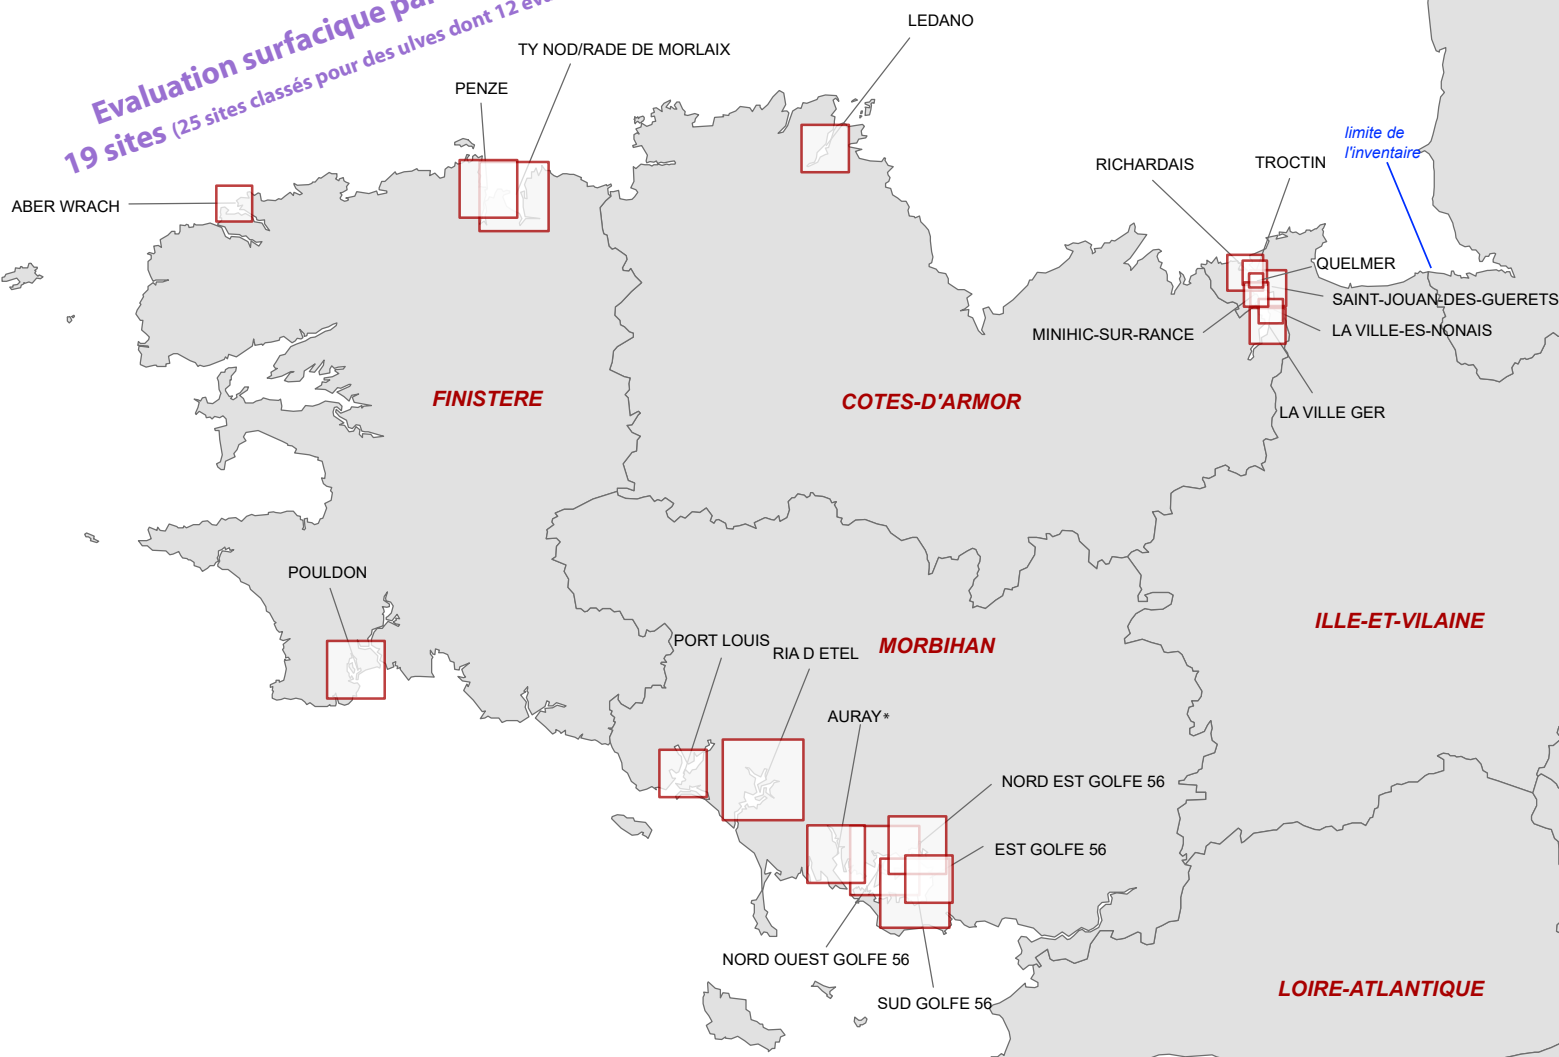 Evaluation surfacique
19 sites (25 sites classés pour des ulves dont 12
LEDANO
TY NOD/RADE DE MORLAIX
PENZE
limite de
l'inventaire
RICHARDAIS
TROCTIN
ABER WRACH
QUELMER
SAINT-JOUAN-DES-GUERETS
MINIHIC-SUR-RANCE
LA VILLE-ES-NONAIS
FINISTERE
COTES-D'ARMOR
LA VILLE GER
POULDON
ILLE-ET-VILAINE
PORT LOUIS
RIA D ETEL
MORBIHAN
AURAY*
NORD EST GOLFE 56
EST GOLFE 56
NORD OUEST GOLFE 56
SUD GOLFE 56
LOIRE-ATLANTIQUE